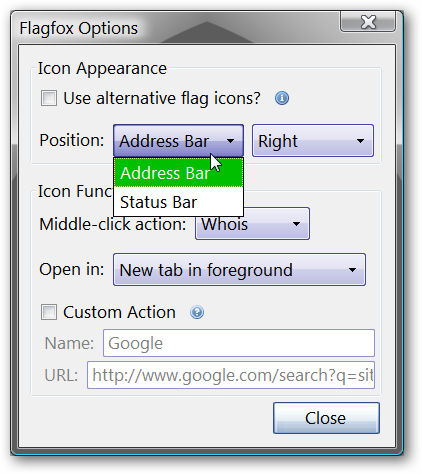 Flagfox Options
Icon Appearance
Use alternative flag icons?
Position: Address Bar Right
Address Bar
Status Bar
Icon Func
Middle-click action: Whois
Open in: New tab in foreground
Custom Action
Name: Google
URL: http://www.google.com/search?q=sit
Close